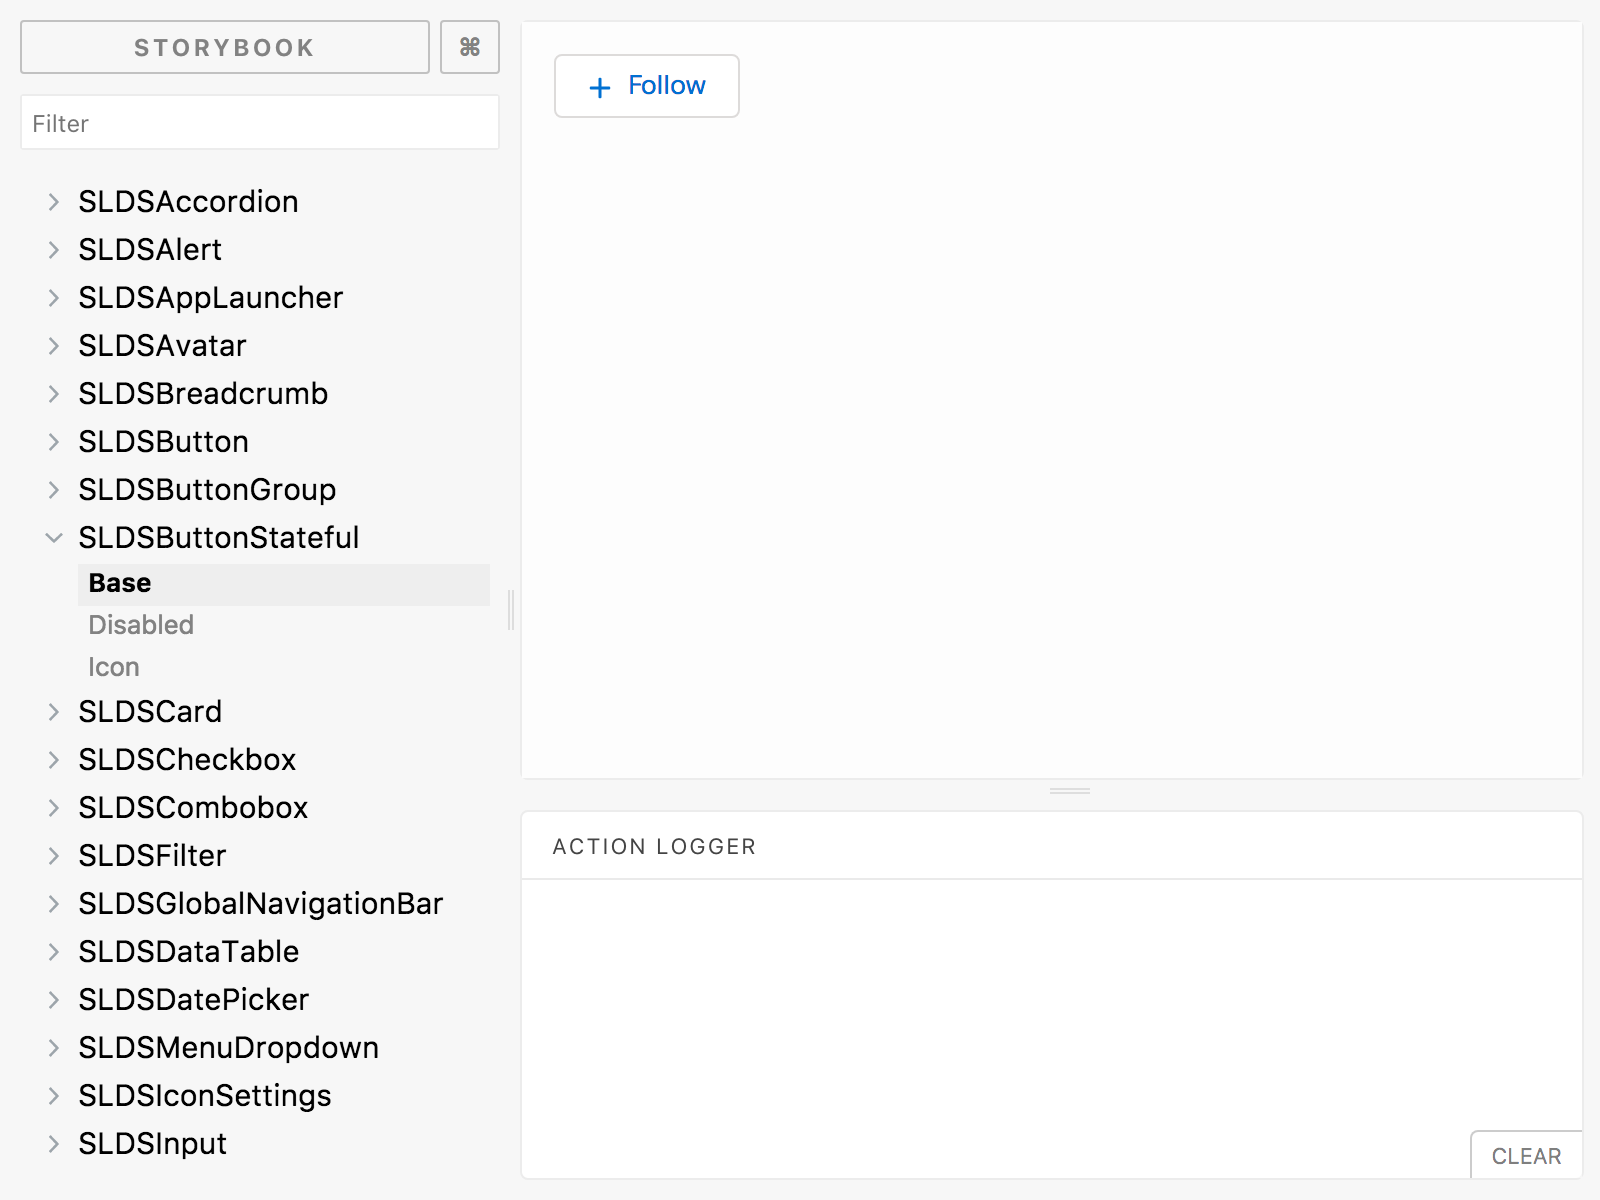 STORYBOOK
⌘
Filter
SLDSAccordion
SLDSAlert
SLDSAppLauncher
SLDSAvatar
SLDSBreadcrumb
SLDSButton
SLDSButtonGroup
SLDSButtonStateful
Base
Disabled
Icon
SLDSCard
SLDSCheckbox
SLDSCombobox
SLDSFilter
SLDSGlobalNavigationBar
SLDSDataTable
SLDSDatePicker
SLDSMenuDropdown
SLDSIconSettings
SLDSInput
+ Follow
ACTION LOGGER
CLEAR